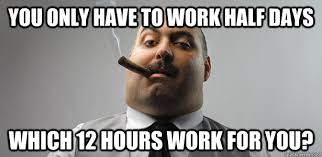 YOU ONLY HAVE TO WORK HALF DAYS
WHICH 12 HOURS WORK FOR YOU?